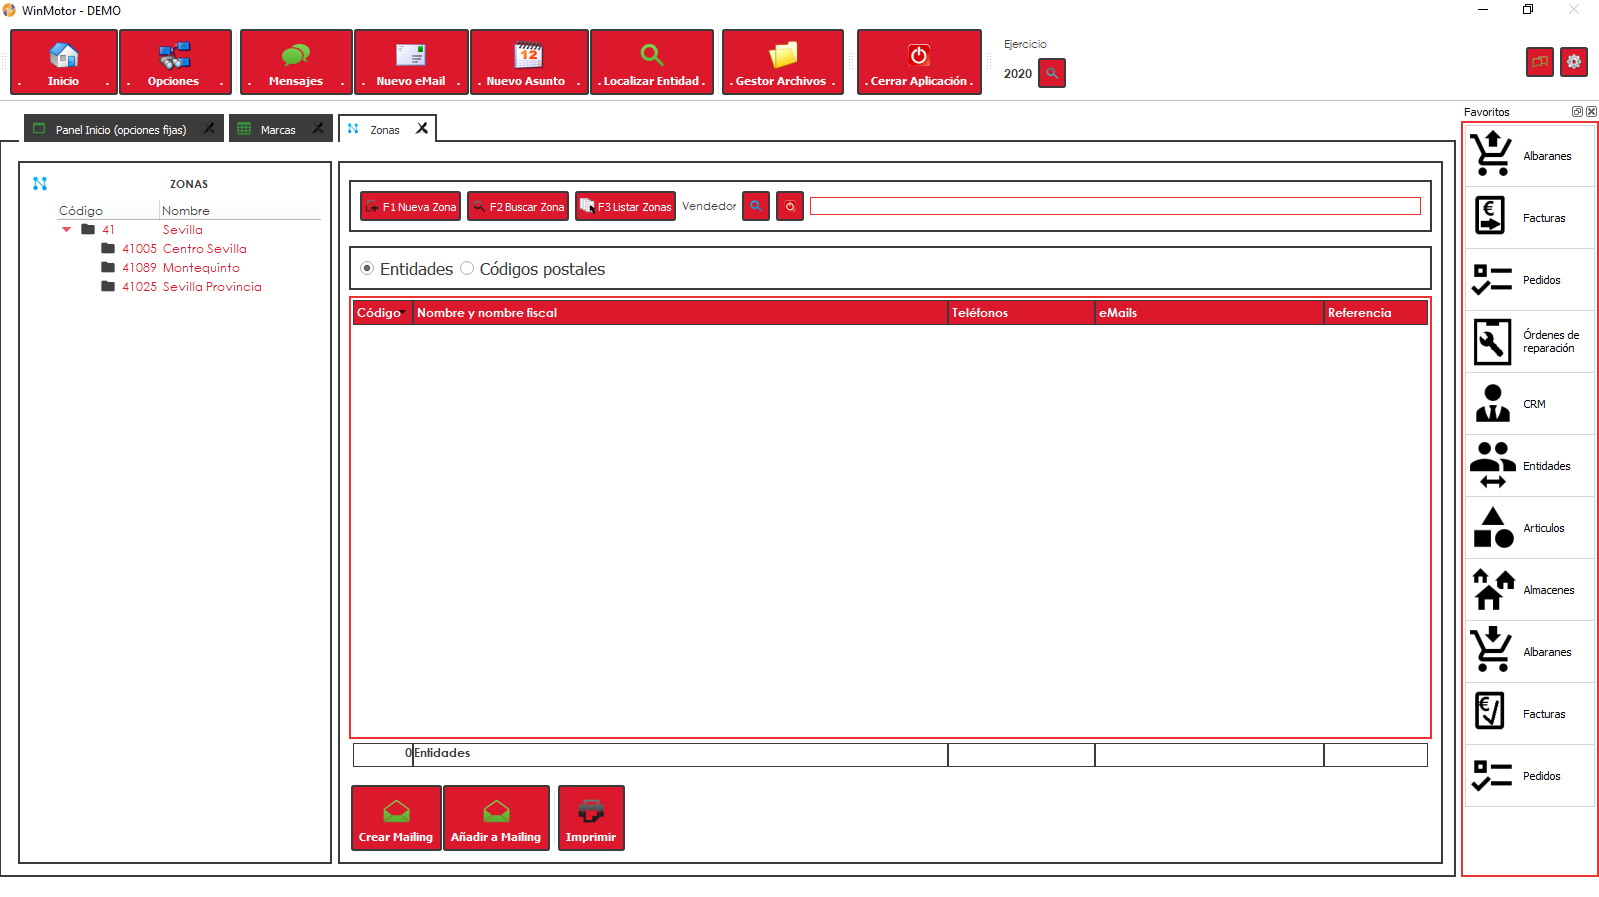 WinMotor - DEMO
. Inicio .
. Opciones .
. Mensajes .
. Nuevo eMail .
12
. Nuevo Asunto .
. Localizar Entidad .
. Gestor Archivos .
. Cerrar Aplicación .
Ejercicio
2020
Panel Inicio (opciones fijas)
Marcas
Zonas
ZONAS
Código Nombre
41 Sevilla
41005 Centro Sevilla
41089 Montequinto
41025 Sevilla Provincia
F1 Nueva Zona
F2 Buscar Zona
F3 Listar Zonas
Vendedor
Entidades
Códigos postales
Código Nombre y nombre fiscal Teléfonos eMails Referencia
0 Entidades
Crear Mailing
Añadir a Mailing
Imprimir
Favoritos
Albaranes
€
Facturas
Pedidos
Órdenes de
reparación
CRM
Entidades
Articulos
Almacenes
Albaranes
€
Facturas
Pedidos